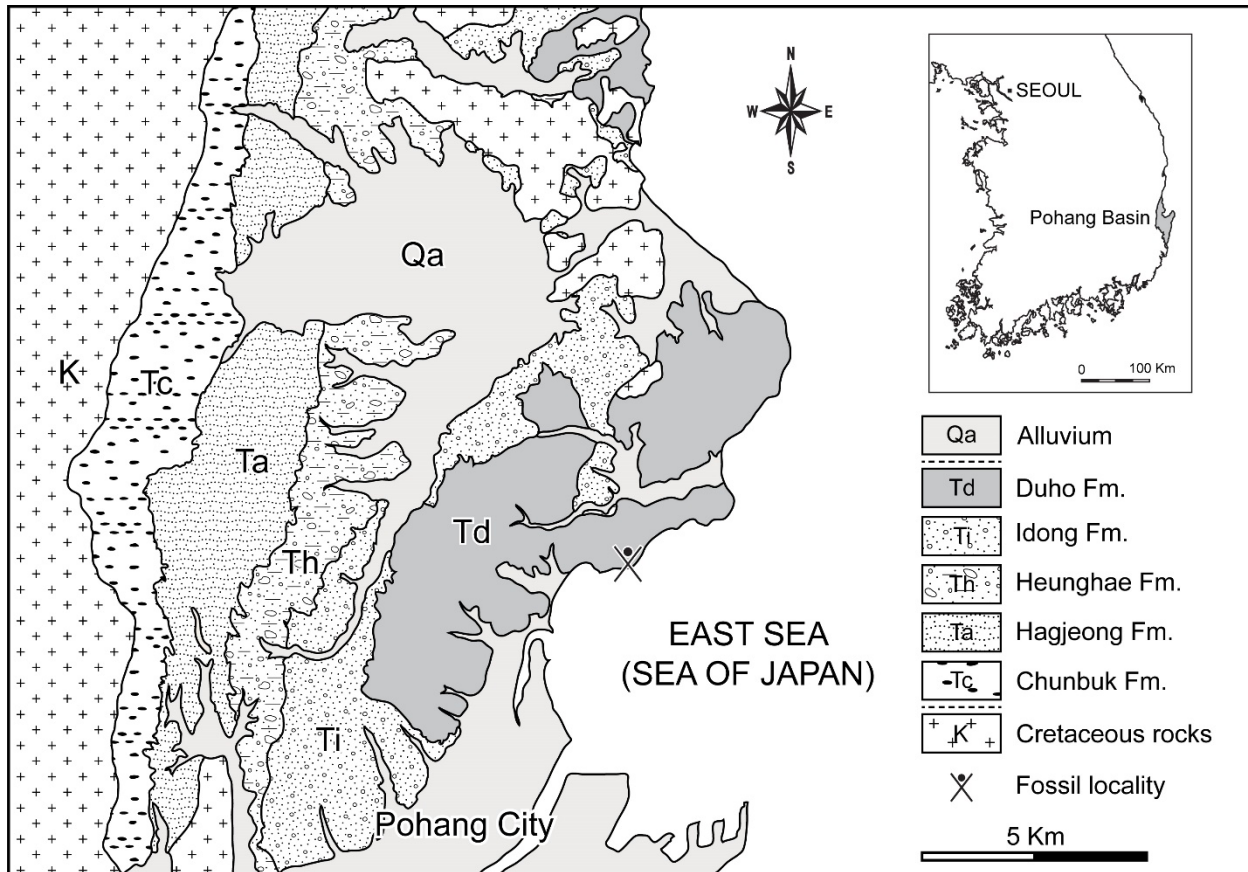 N
W
E
S
SEOUL
Pohang Basin
0
100 Km
Qa
K
Tc
Ta
Th
Td
Ti
EAST SEA
(SEA OF JAPAN)
Pohang City
Qa Alluvium
Td Duho Fm.
Ti Idong Fm.
Th Heunghae Fm.
Ta Hagjeong Fm.
Tc Chunbuk Fm.
K Cretaceous rocks
Fossil locality
5 Km